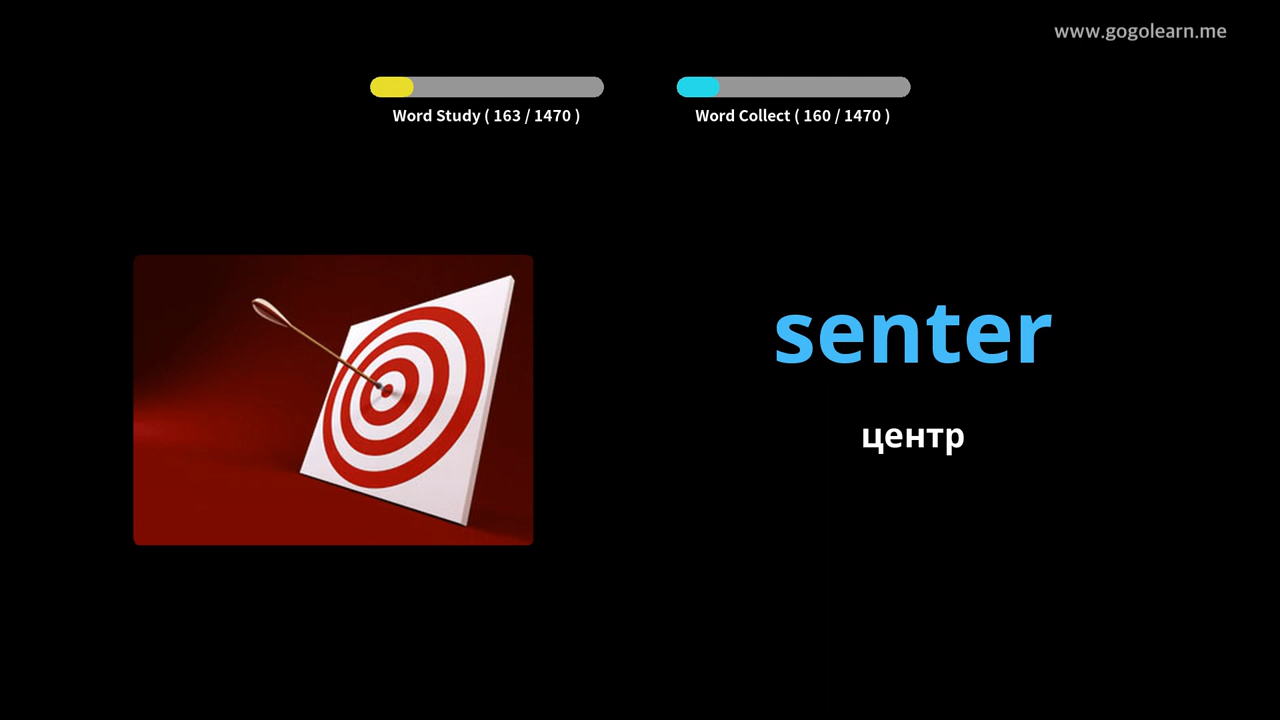 www.gogolearn.me
Word Study ( 163 / 1470 )
Word Collect ( 160 / 1470 )
senter
центр